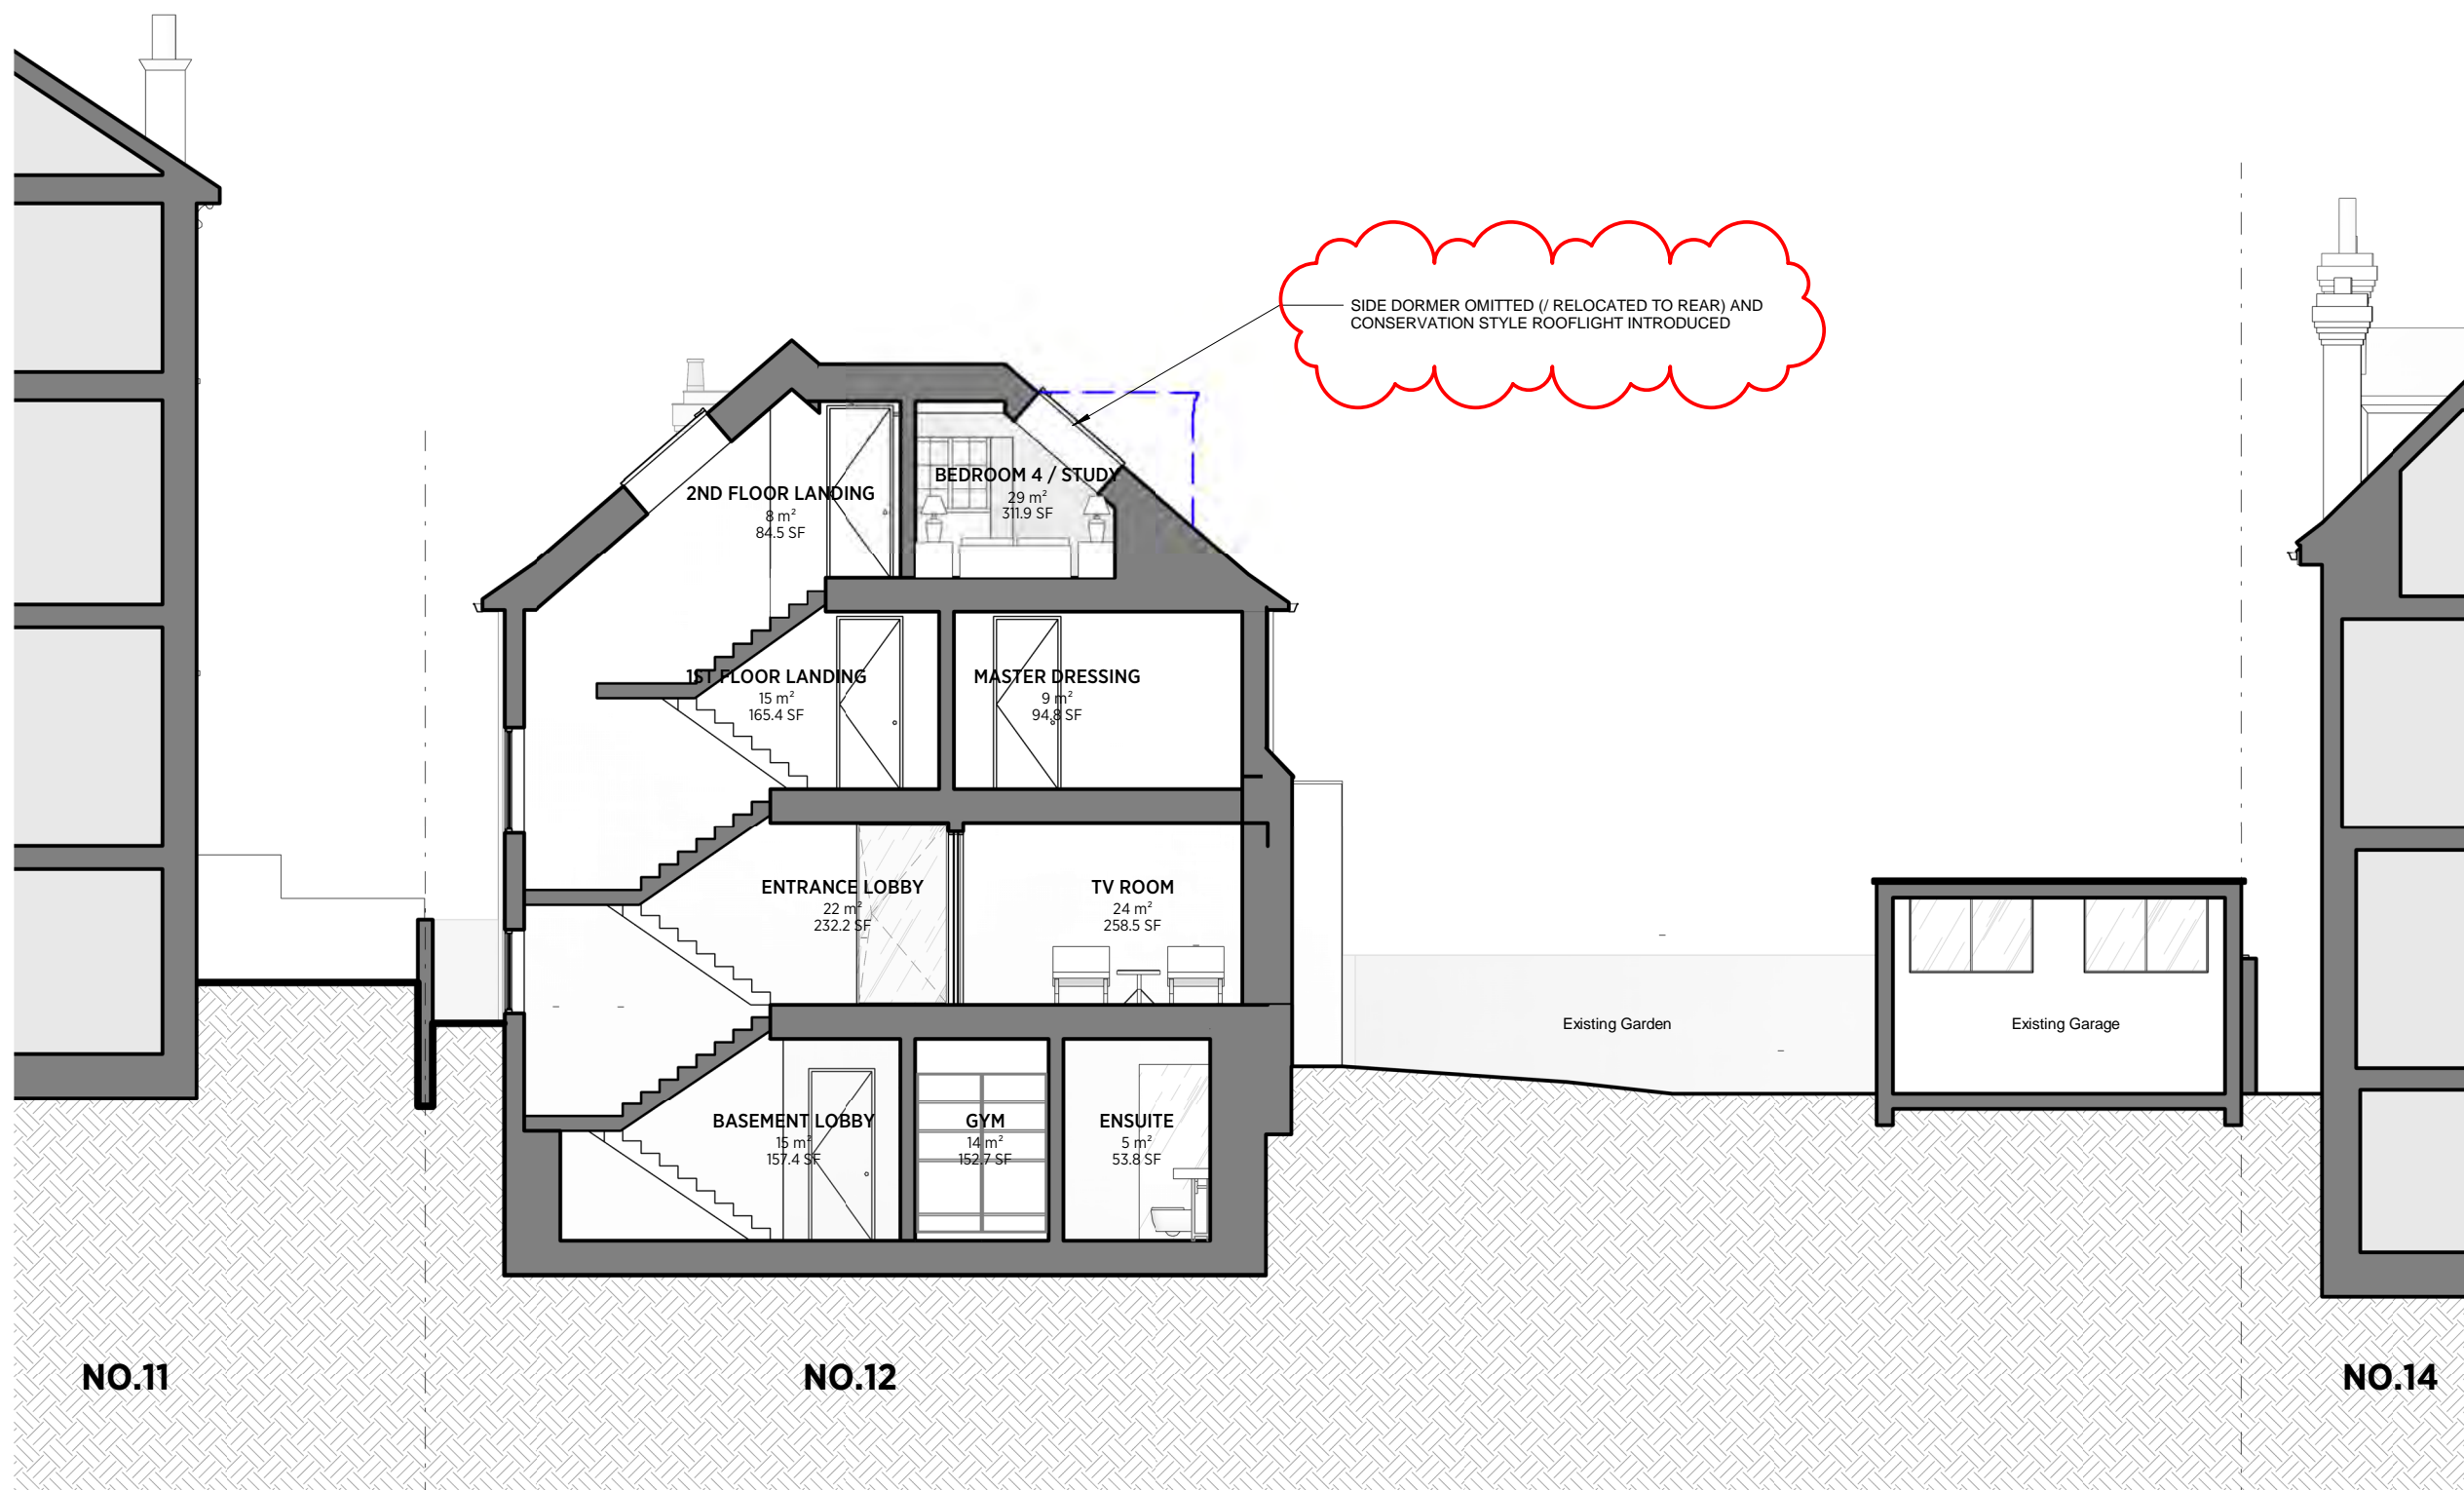 SIDE DORMER OMITTED (/ RELOCATED TO REAR) AND
CONSERVATION STYLE ROOFLIGHT INTRODUCED
2ND FLOOR LANDING
8 m²
84.5 SF
BEDROOM 4 / STUDY
29 m²
311.9 SF
1ST FLOOR LANDING
15 m²
165.4 SF
MASTER DRESSING
9 m²
94.8 SF
ENTRANCE LOBBY
22 m²
232.2 SF
TV ROOM
24 m²
258.5 SF
Existing Garden
Existing Garage
BASEMENT LOBBY
15 m²
157.4 SF
GYM
14 m²
152.7 SF
ENSUITE
5 m²
53.8 SF
NO.11
NO.12
NO.14